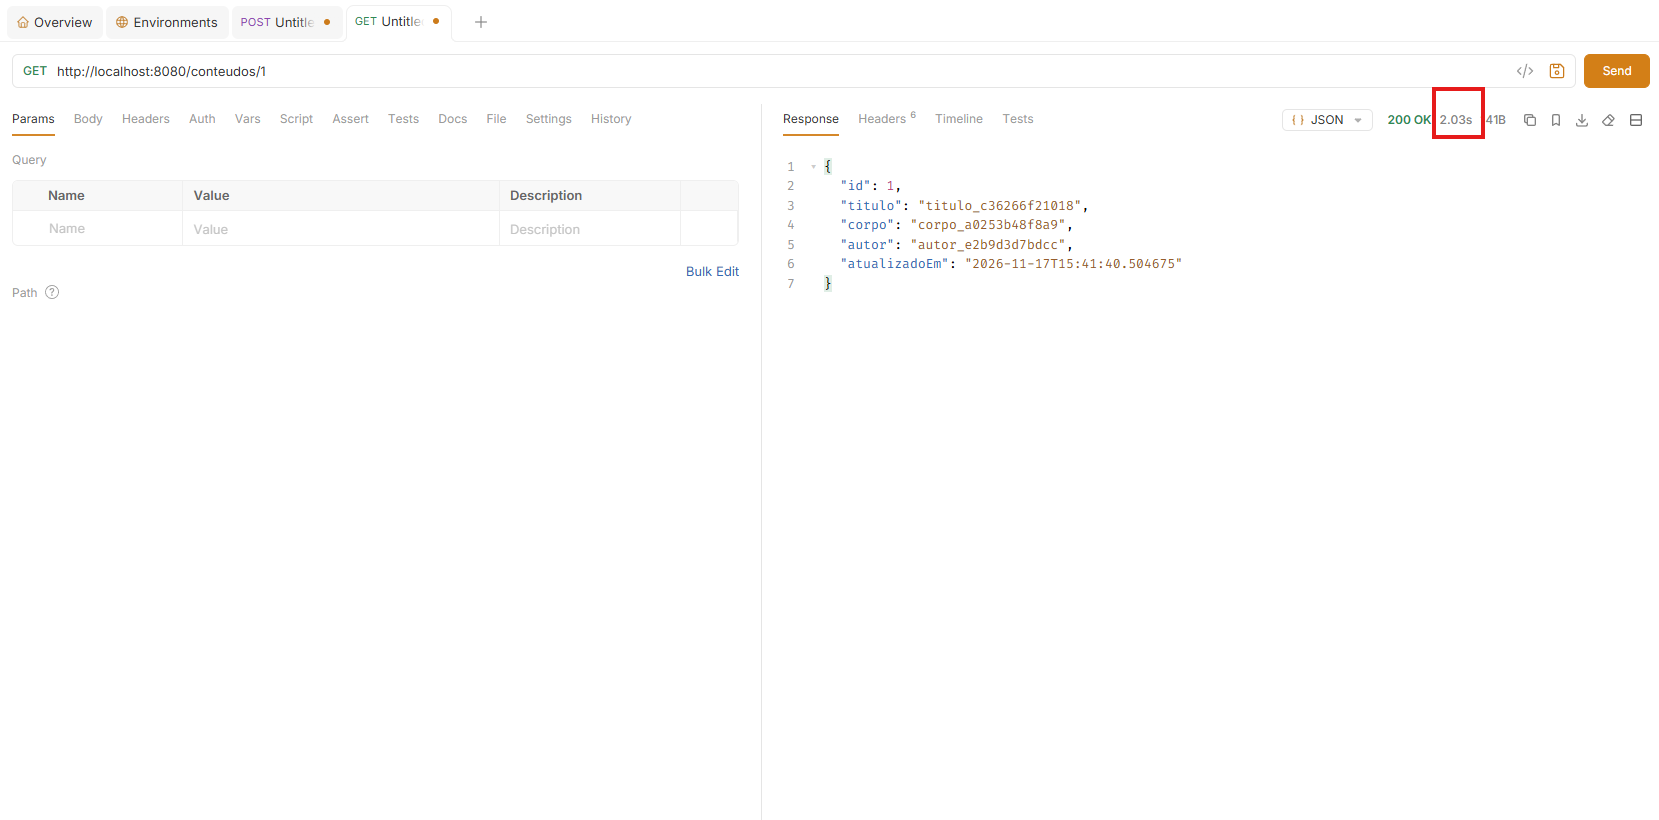 Overview Environments POST Untitle GET Untitle
GET http://localhost:8080/conteudos/1 </> Send
Params Body Headers Auth Vars Script Assert Tests Docs File Settings History
Query
Name Value Description
Name Value Description
Bulk Edit
Path ?
Response Headers 6 Timeline Tests { } JSON 200 OK 2.03s 41B
1 {
2 "id": 1,
3 "titulo": "titulo_c36266f21018",
4 "corpo": "corpo_a0253b48f8a9",
5 "autor": "autor_e2b9d3d7bdcc",
6 "atualizadoEm": "2026-11-17T15:41:40.504675"
7 }